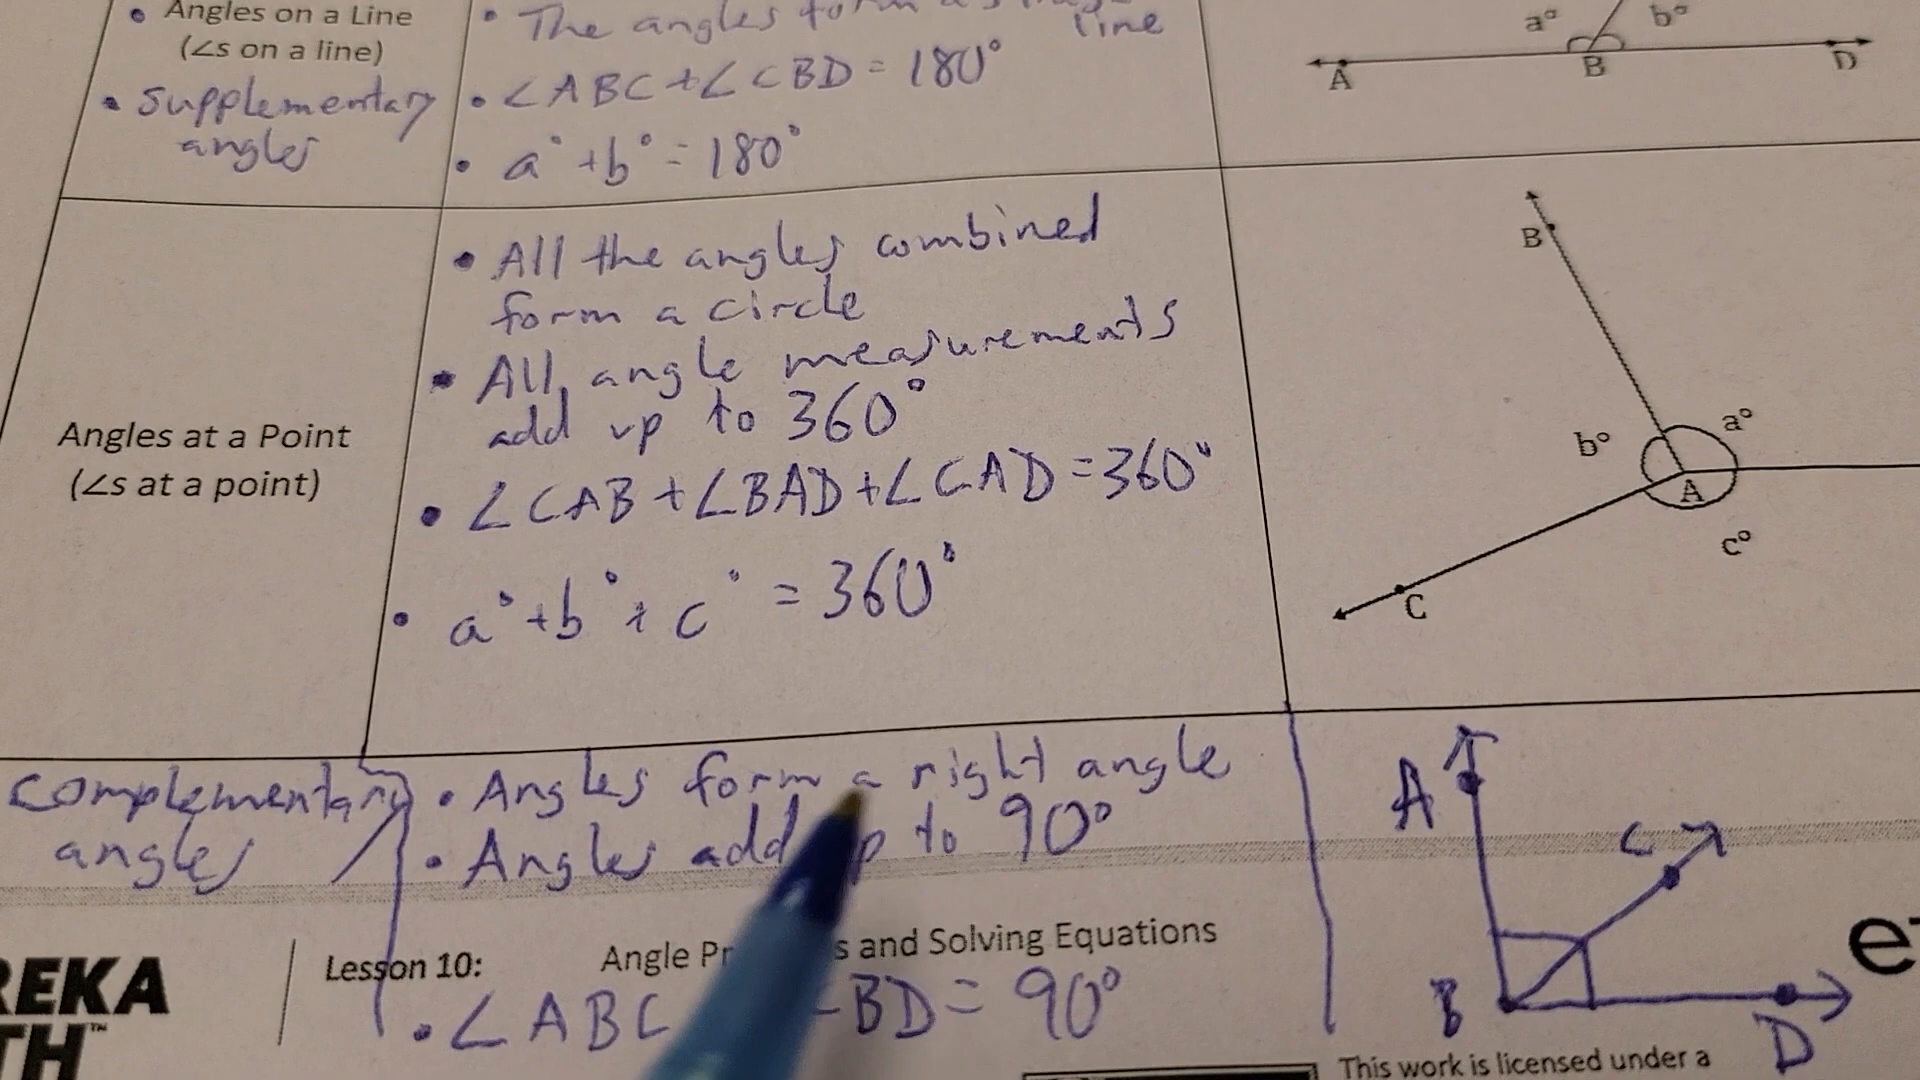 • Angles on a Line
(∠s on a line)
• Supplementary
angles
• The angles form a
line
• ∠ABC+∠CBD=180°
• a°+b°=180°
a° b°
A B D
Angles at a Point
(∠s at a point)
• All the angles combined
form a circle
• All angle measurements
add up to 360°
• ∠CAB+∠BAD+∠CAD=360°
• a°+b°+c°=360°
B
b° a°
A
c°
C
complementary
angles
• Angles form a right angle
• Angles add up to 90°
• ∠ABC BD=90°
A
C
B
D
REKA
TH™
Lesson 10:
Angle Pr s and Solving Equations
This work is licensed under a